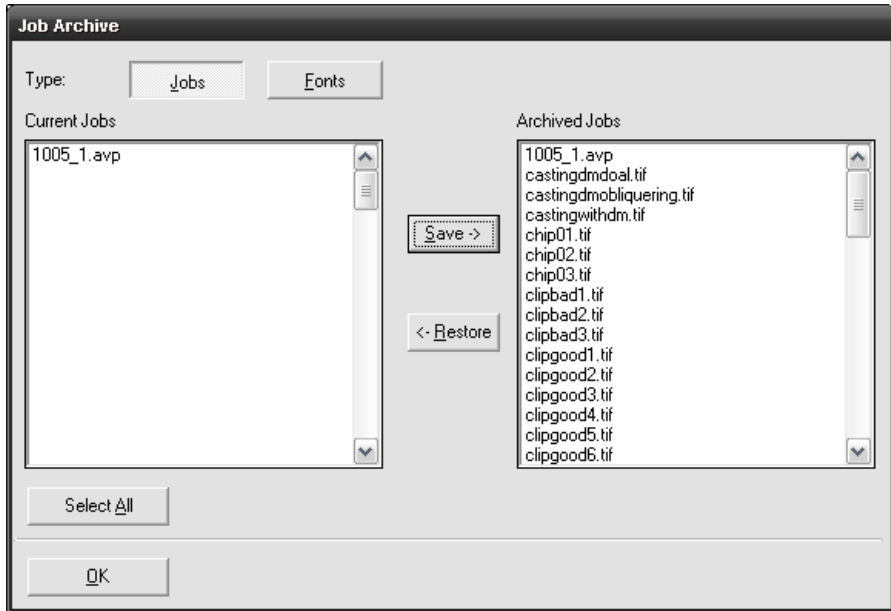 Job Archive
Type:
Jobs
Fonts
Current Jobs
1005_1.avp
Save ->
<- Restore
Archived Jobs
1005_1.avp
castingdmdoal.tif
castingdmobliquering.tif
castingwithdm.tif
chip01.tif
chip02.tif
chip03.tif
clipbad1.tif
clipbad2.tif
clipbad3.tif
clipgood1.tif
clipgood2.tif
clipgood3.tif
clipgood4.tif
clipgood5.tif
clipgood6.tif
Select All
OK